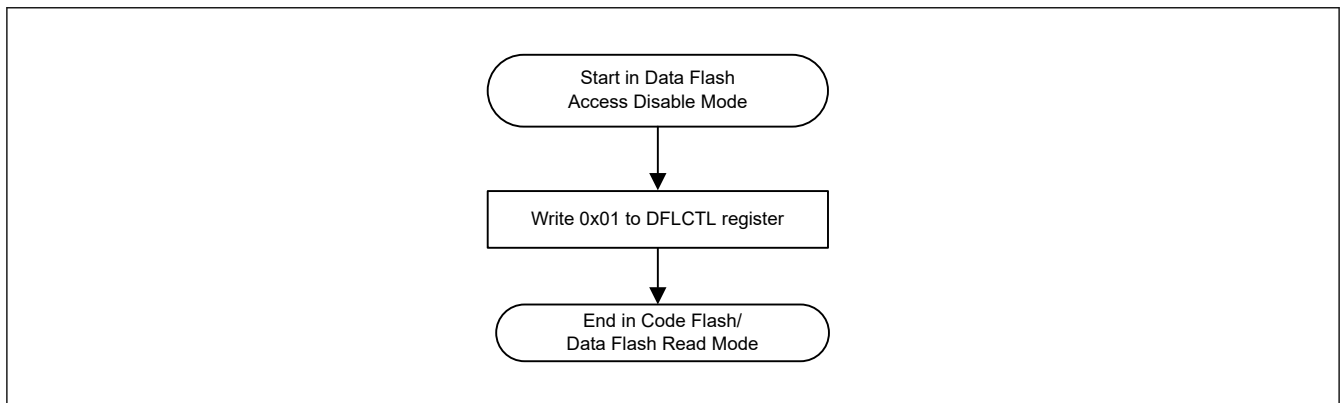 Start in Data Flash
Access Disable Mode
Write 0x01 to DFLCTL register
End in Code Flash/
Data Flash Read Mode